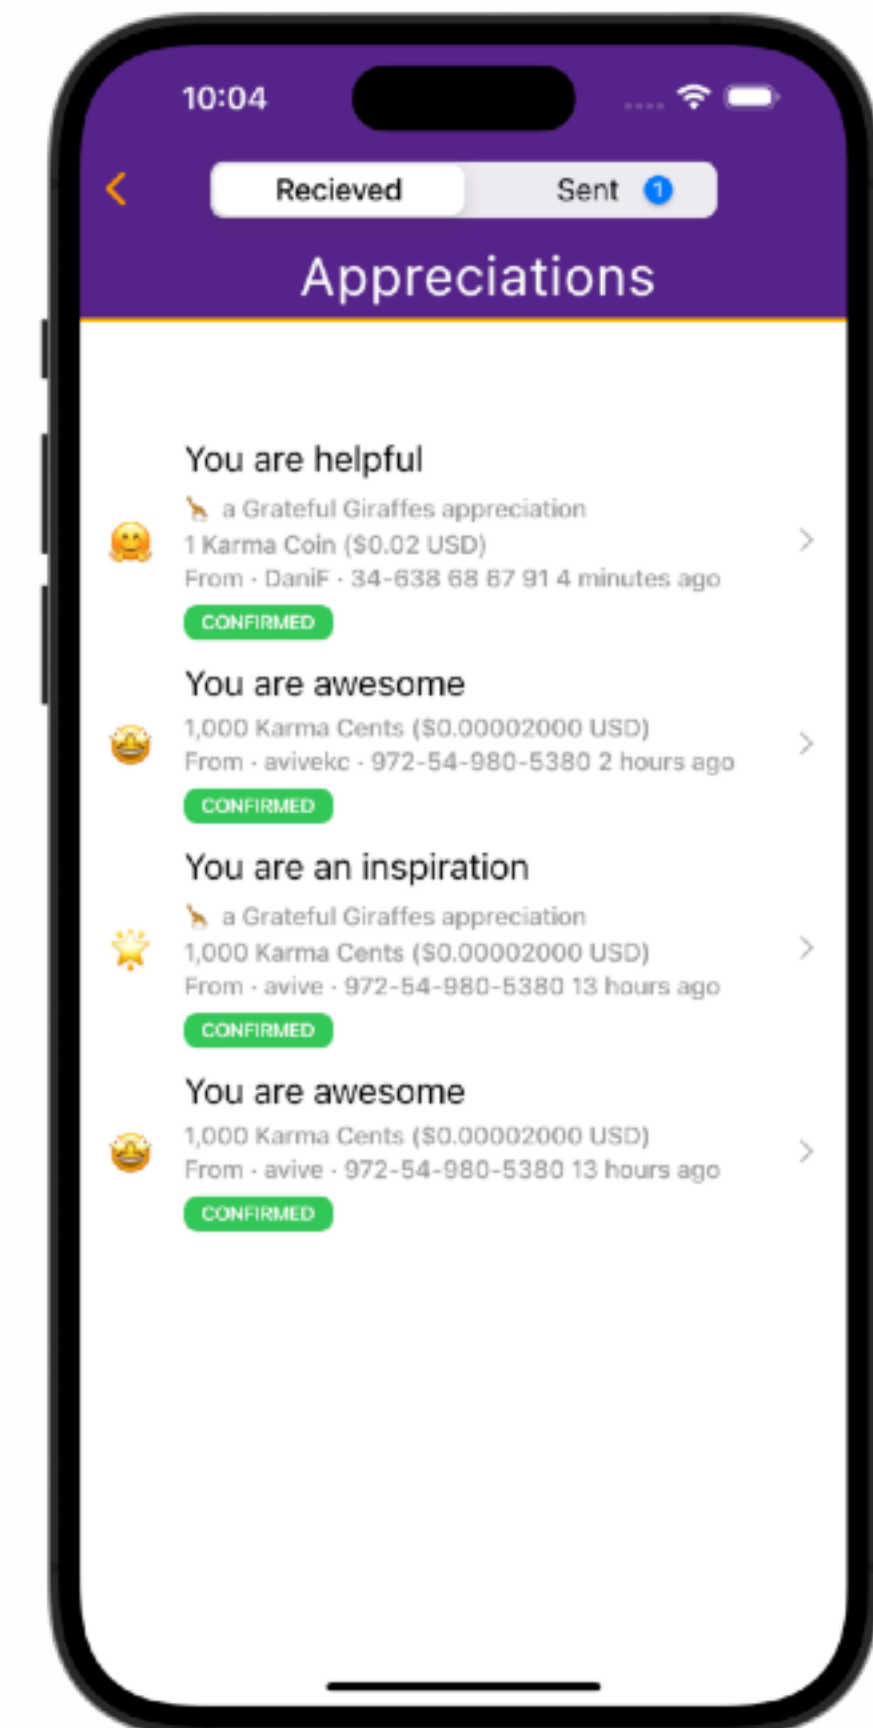 10:04
Recieved
Sent 1
Appreciations
You are helpful
a Grateful Giraffes appreciation
1 Karma Coin ($0.02 USD)
From · DaniF · 34-638 68 67 91 4 minutes ago
CONFIRMED
You are awesome
1,000 Karma Cents ($0.00002000 USD)
From · avivekc · 972-54-980-5380 2 hours ago
CONFIRMED
You are an inspiration
a Grateful Giraffes appreciation
1,000 Karma Cents ($0.00002000 USD)
From · avive · 972-54-980-5380 13 hours ago
CONFIRMED
You are awesome
1,000 Karma Cents ($0.00002000 USD)
From · avive · 972-54-980-5380 13 hours ago
CONFIRMED